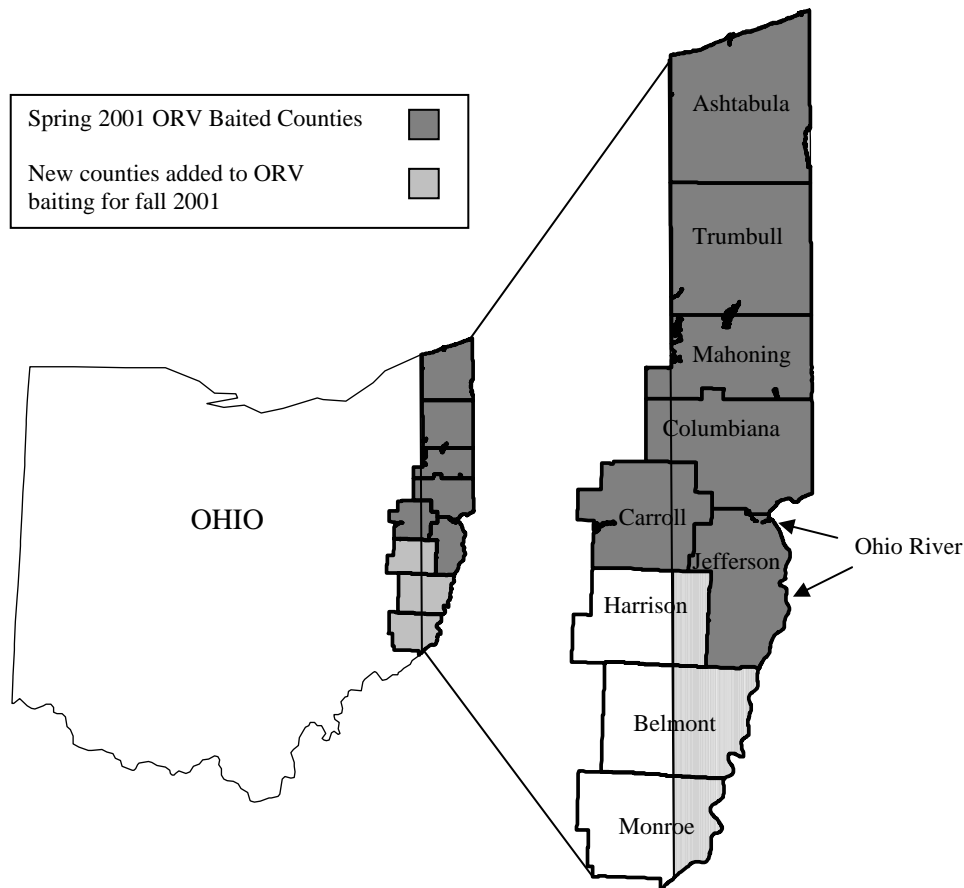 Spring 2001 ORV Baited Counties
New counties added to ORV
baiting for fall 2001
OHIO
Ashtabula
Trumbull
Mahoning
Columbiana
Carroll
Jefferson
Ohio River
Harrison
Belmont
Monroe